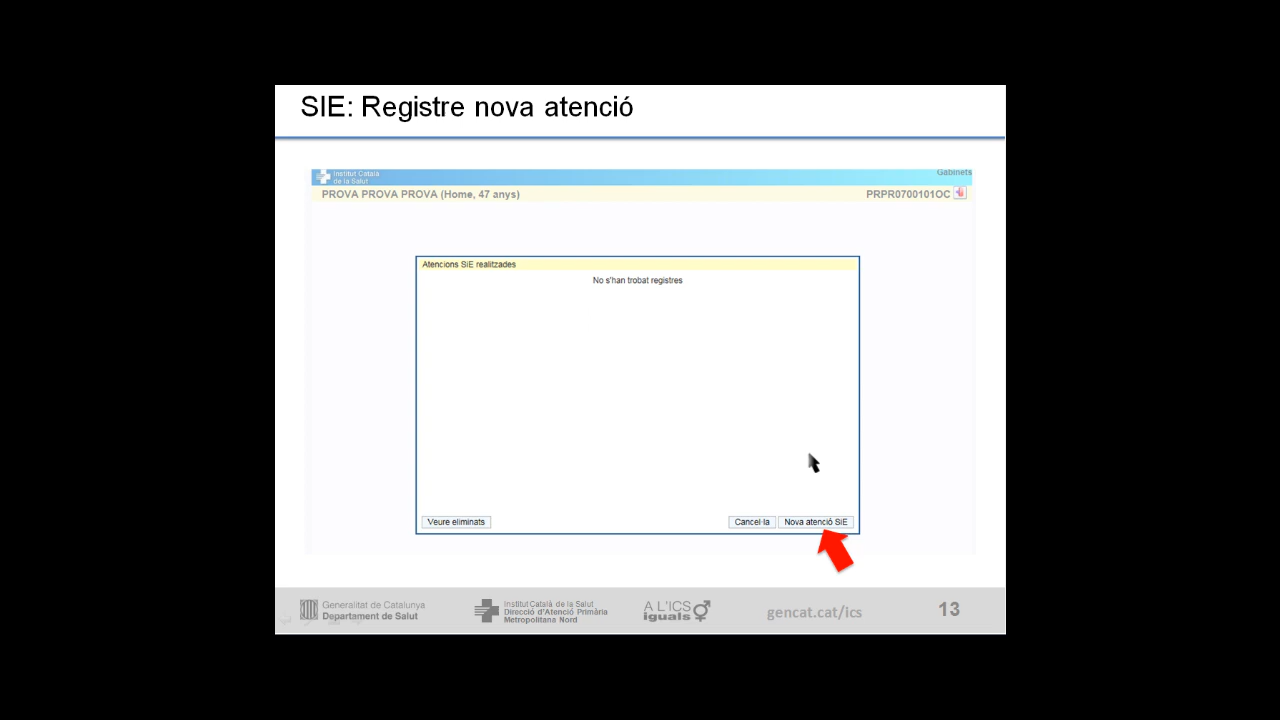 SIE: Registre nova atenció
Institut Català
de la Salut
Gabinets
PROVA PROVA PROVA (Home, 47 anys)
PRPR0700101OC
Atencions SiE realitzades
No s'han trobat registres
Veure eliminats
Cancel·la
Nova atenció SiE
Generalitat de Catalunya
Departament de Salut
Institut Català de la Salut
Direcció d'Atenció Primària
Metropolitana Nord
A L'ICS
iguals
gencat.cat/ics
13